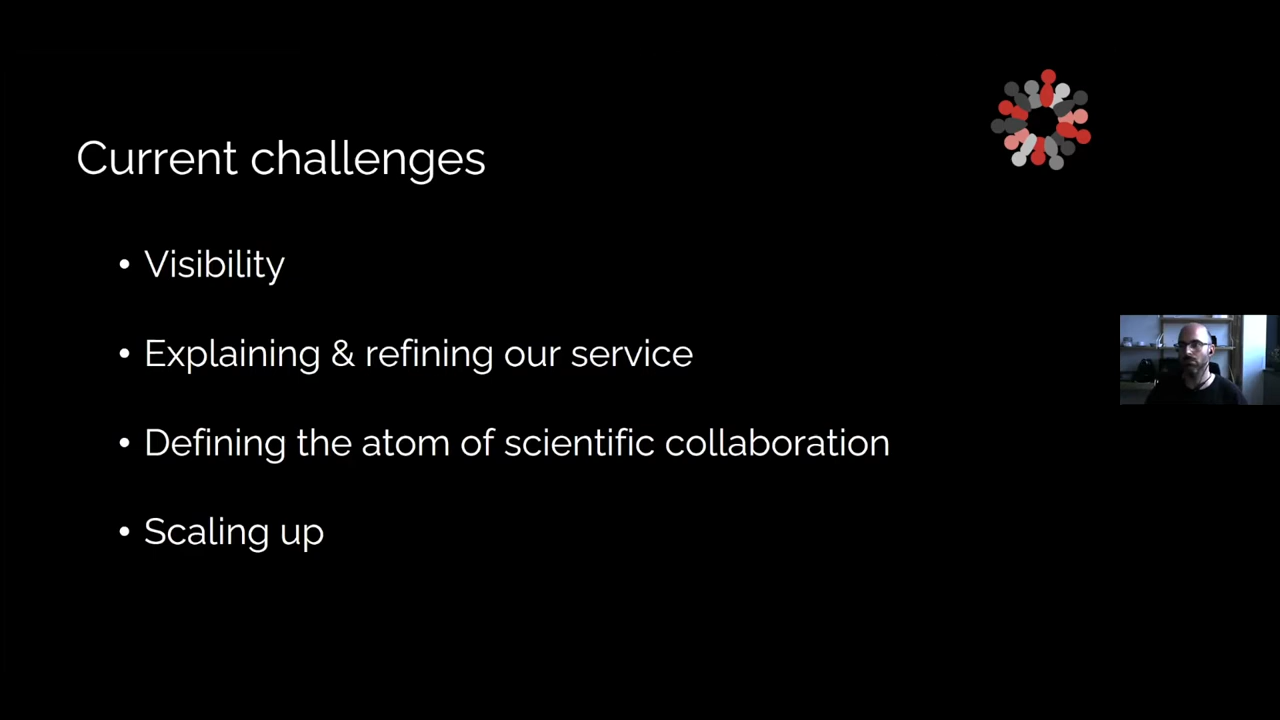 Current challenges
• Visibility
• Explaining & refining our service
• Defining the atom of scientific collaboration
• Scaling up